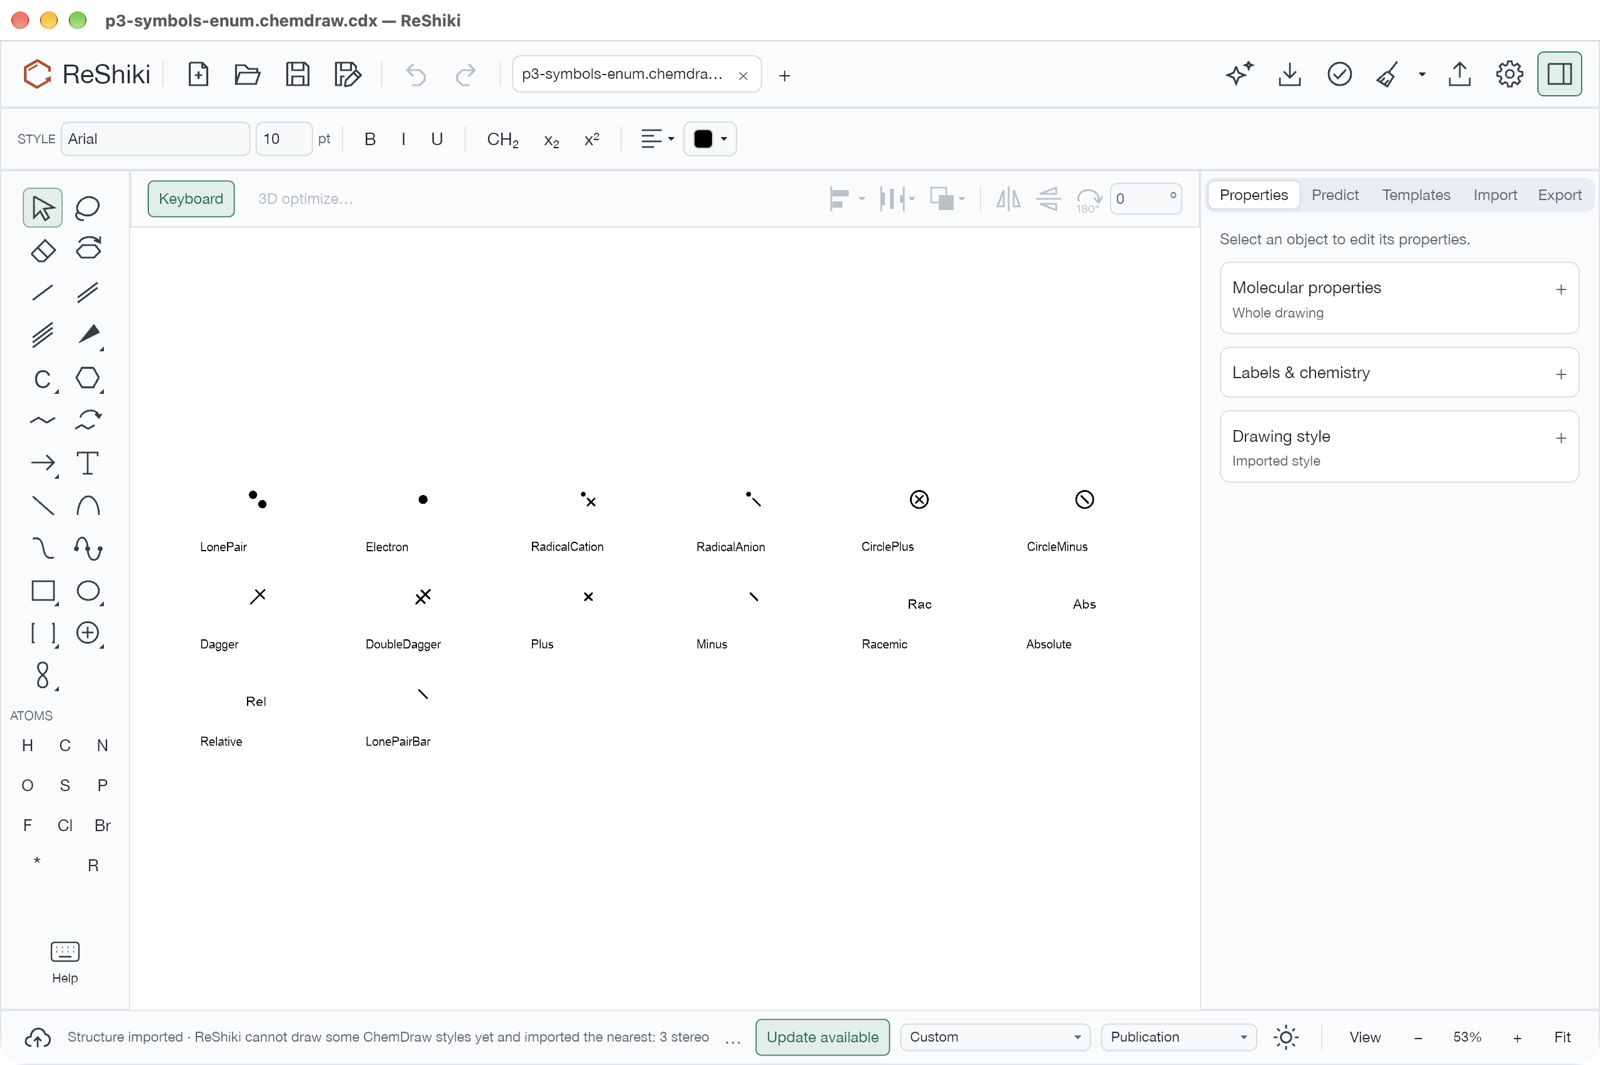 p3-symbols-enum.chemdraw.cdx — ReShiki
ReShiki
p3-symbols-enum.chemdra...
STYLE Arial 10 pt B I U CH₂ x₂ x²
Keyboard 3D optimize... 180° 0 °
Properties Predict Templates Import Export
Select an object to edit its properties.
Molecular properties
Whole drawing
Labels & chemistry
Drawing style
Imported style
C
T
ATOMS
H C N
O S P
F Cl Br
* R
Help
LonePair Electron RadicalCation RadicalAnion CirclePlus CircleMinus
Rac Abs
Dagger DoubleDagger Plus Minus Racemic Absolute
Rel
Relative LonePairBar
Structure imported · ReShiki cannot draw some ChemDraw styles yet and imported the nearest: 3 stereo ...
Update available Custom Publication View − 53% + Fit